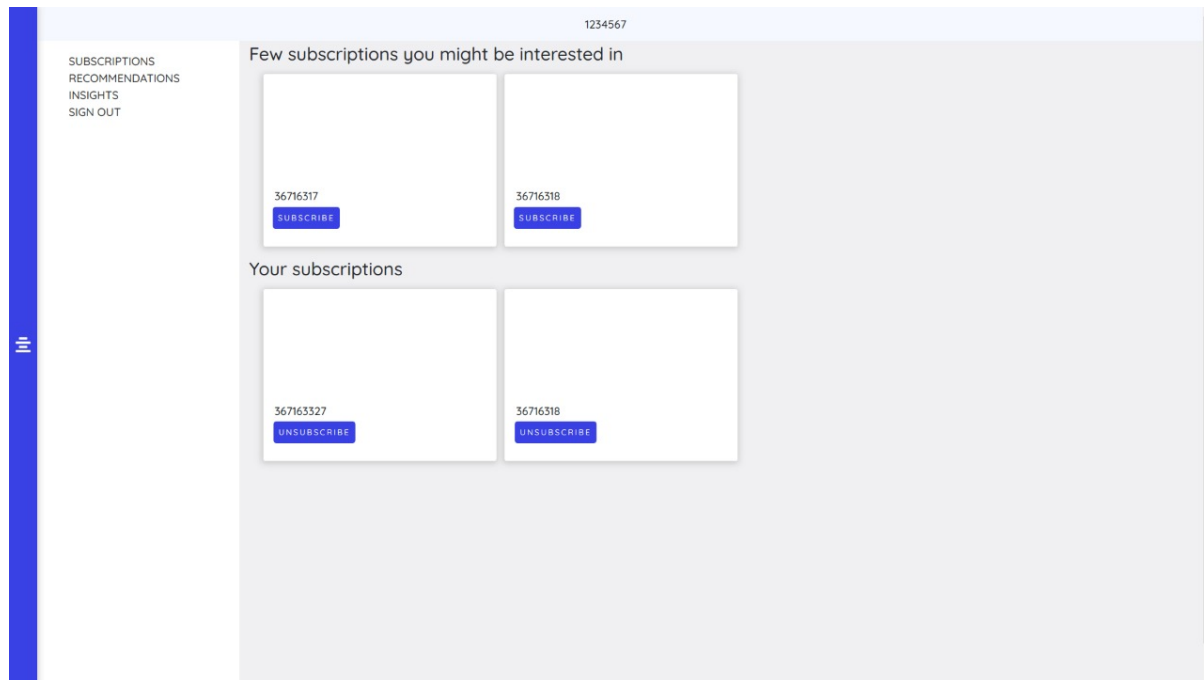 1234567
SUBSCRIPTIONS
RECOMMENDATIONS
INSIGHTS
SIGN OUT
Few subscriptions you might be interested in
36716317
SUBSCRIBE
36716318
SUBSCRIBE
Your subscriptions
367163327
UNSUBSCRIBE
36716318
UNSUBSCRIBE